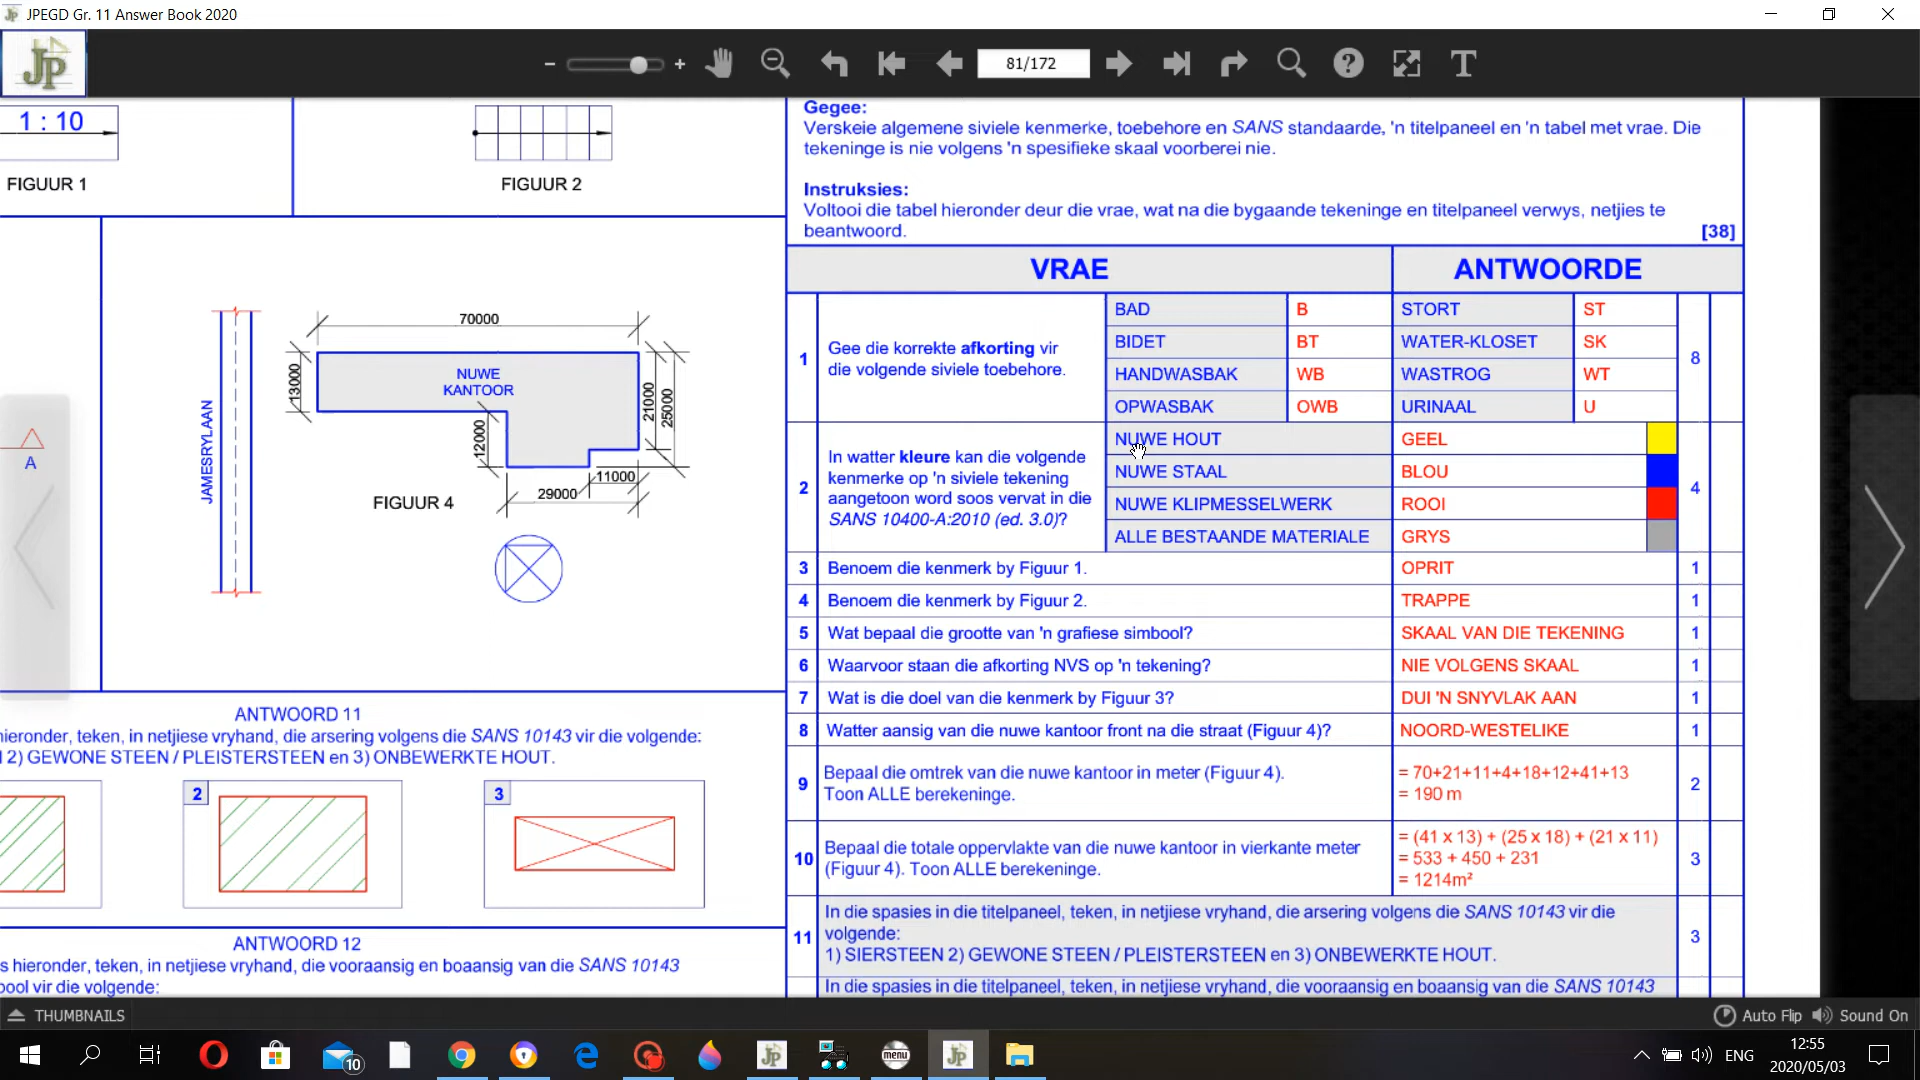 JPEGD Gr. 11 Answer Book 2020
JP
81/172
1 : 10
FIGUUR 1
FIGUUR 2
70000
13000
NUWE
KANTOOR
21000
25000
12000
11000
29000
JAMESRYLAAN
FIGUUR 4
A
ANTWOORD 11
hieronder, teken, in netjiese vryhand, die arsering volgens die SANS 10143 vir die volgende:
2) GEWONE STEEN / PLEISTERSTEEN en 3) ONBEWERKTE HOUT.
2
3
ANTWOORD 12
s hieronder, teken, in netjiese vryhand, die vooraansig en boaansig van die SANS 10143
bool vir die volgende:
Gegee:
Verskeie algemene siviele kenmerke, toebehore en SANS standaarde, 'n titelpaneel en 'n tabel met vrae. Die
tekeninge is nie volgens 'n spesifieke skaal voorberei nie.
Instruksies:
Voltooi die tabel hieronder deur die vrae, wat na die bygaande tekeninge en titelpaneel verwys, netjies te
beantwoord.
[38]
VRAE
ANTWOORDE
1
Gee die korrekte afkorting vir
die volgende siviele toebehore.
BAD B STORT ST
BIDET BT WATER-KLOSET SK
HANDWASBAK WB WASTROG WT
OPWASBAK OWB URINAAL U
8
2
In watter kleure kan die volgende
kenmerke op 'n siviele tekening
aangetoon word soos vervat in die
SANS 10400-A:2010 (ed. 3.0)?
NUWE HOUT GEEL
NUWE STAAL BLOU
NUWE KLIPMESSELWERK ROOI
ALLE BESTAANDE MATERIALE GRYS
4
3 Benoem die kenmerk by Figuur 1. OPRIT 1
4 Benoem die kenmerk by Figuur 2. TRAPPE 1
5 Wat bepaal die grootte van 'n grafiese simbool? SKAAL VAN DIE TEKENING 1
6 Waarvoor staan die afkorting NVS op 'n tekening? NIE VOLGENS SKAAL 1
7 Wat is die doel van die kenmerk by Figuur 3? DUI 'N SNYVLAK AAN 1
8 Watter aansig van die nuwe kantoor front na die straat (Figuur 4)? NOORD-WESTELIKE 1
9
Bepaal die omtrek van die nuwe kantoor in meter (Figuur 4).
Toon ALLE berekeninge.
= 70+21+11+4+18+12+41+13
= 190 m
2
10
Bepaal die totale oppervlakte van die nuwe kantoor in vierkante meter
(Figuur 4). Toon ALLE berekeninge.
= (41 x 13) + (25 x 18) + (21 x 11)
= 533 + 450 + 231
= 1214m²
3
11
In die spasies in die titelpaneel, teken, in netjiese vryhand, die arsering volgens die SANS 10143 vir die
volgende:
1) SIERSTEEN 2) GEWONE STEEN / PLEISTERSTEEN en 3) ONBEWERKTE HOUT.
3
In die spasies in die titelpaneel, teken, in netjiese vryhand, die vooraansig en boaansig van die SANS 10143
THUMBNAILS
Auto Flip
Sound On
10
JP
menu
JP
ENG
12:55
2020/05/03